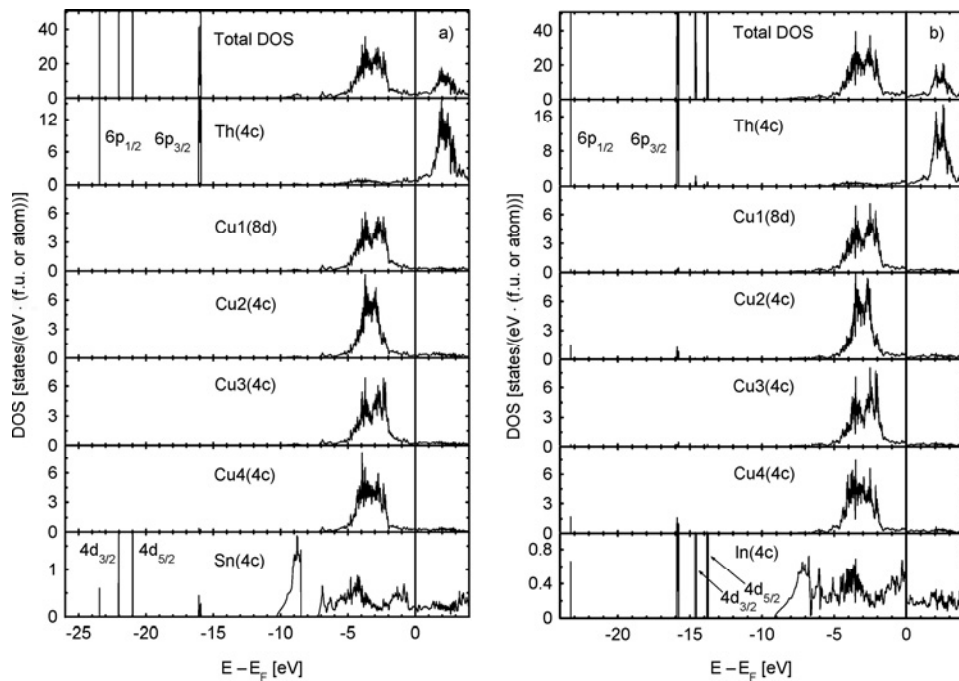 DOS [states/(eV · (f.u. or atom))]
a)
Total DOS
40
20
0
Th(4c)
12
6
0
6p1/2 6p3/2
Cu1(8d)
6
3
0
Cu2(4c)
6
3
0
Cu3(4c)
6
3
0
Cu4(4c)
6
3
0
Sn(4c)
4d3/2 4d5/2
1
0
-25 -20 -15 -10 -5 0
E – EF [eV]
DOS [states/(eV · (f.u. or atom))]
b)
Total DOS
40
20
0
Th(4c)
16
8
0
6p1/2 6p3/2
Cu1(8d)
6
3
0
Cu2(4c)
6
3
0
Cu3(4c)
6
3
0
Cu4(4c)
6
3
0
In(4c)
4d5/2
4d3/2
0.8
0.4
0.0
-20 -15 -10 -5 0
E – EF [eV]